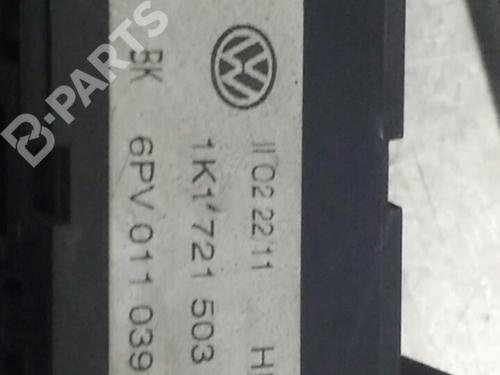 B-PARTS
II02 22/11 H
1K1 721 503
BK 6PV 011 039